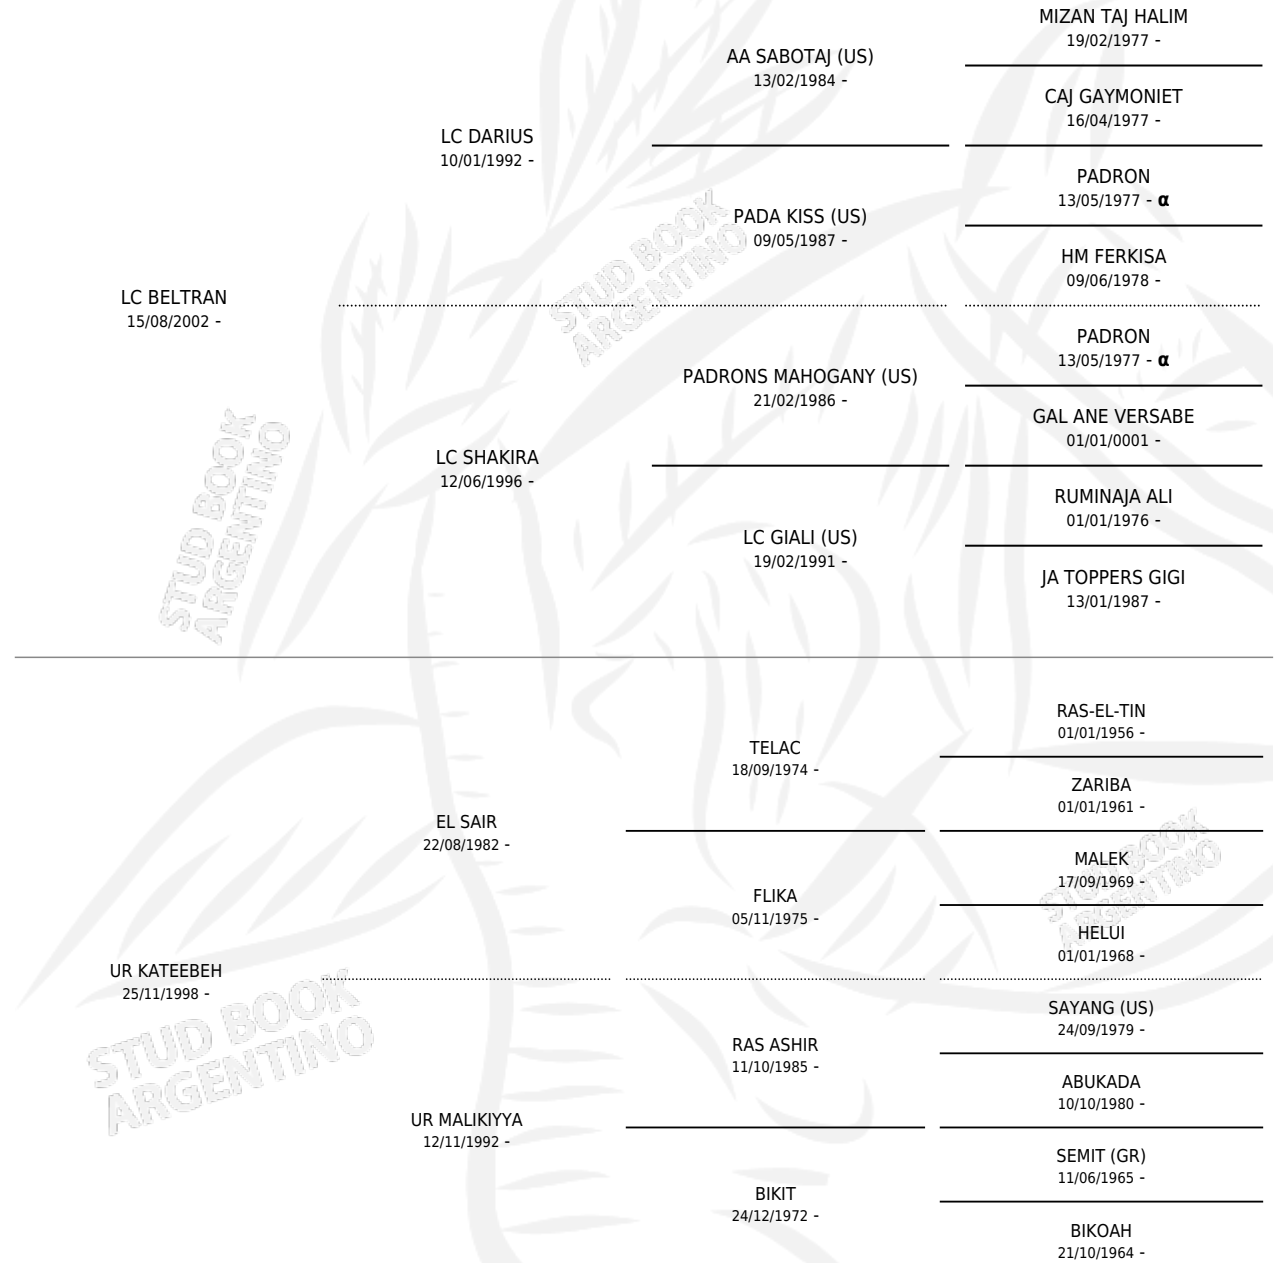 MIZAN TAJ HALIM
19/02/1977 -
AA SABOTAJ (US)
13/02/1984 -
CAJ GAYMONIET
16/04/1977 -
LC DARIUS
10/01/1992 -
PADRON
13/05/1977 - α
PADA KISS (US)
09/05/1987 -
HM FERKISA
09/06/1978 -
STUD BOOK
ARGENTINO
LC BELTRAN
15/08/2002 -
PADRON
13/05/1977 - α
PADRONS MAHOGANY (US)
21/02/1986 -
GAL ANE VERSABE
01/01/0001 -
LC SHAKIRA
12/06/1996 -
RUMINAJA ALI
01/01/1976 -
LC GIALI (US)
19/02/1991 -
JA TOPPERS GIGI
13/01/1987 -
STUD BOOK
ARGENTINO
RAS-EL-TIN
01/01/1956 -
TELAC
18/09/1974 -
ZARIBA
01/01/1961 -
EL SAIR
22/08/1982 -
MALEK
17/09/1969 -
FLIKA
05/11/1975 -
HELUI
01/01/1968 -
STUD BOOK
ARGENTINO
UR KATEEBEH
25/11/1998 -
SAYANG (US)
24/09/1979 -
RAS ASHIR
11/10/1985 -
ABUKADA
10/10/1980 -
UR MALIKIYYA
12/11/1992 -
SEMIT (GR)
11/06/1965 -
BIKIT
24/12/1972 -
BIKOAH
21/10/1964 -
STUD BOOK
ARGENTINO